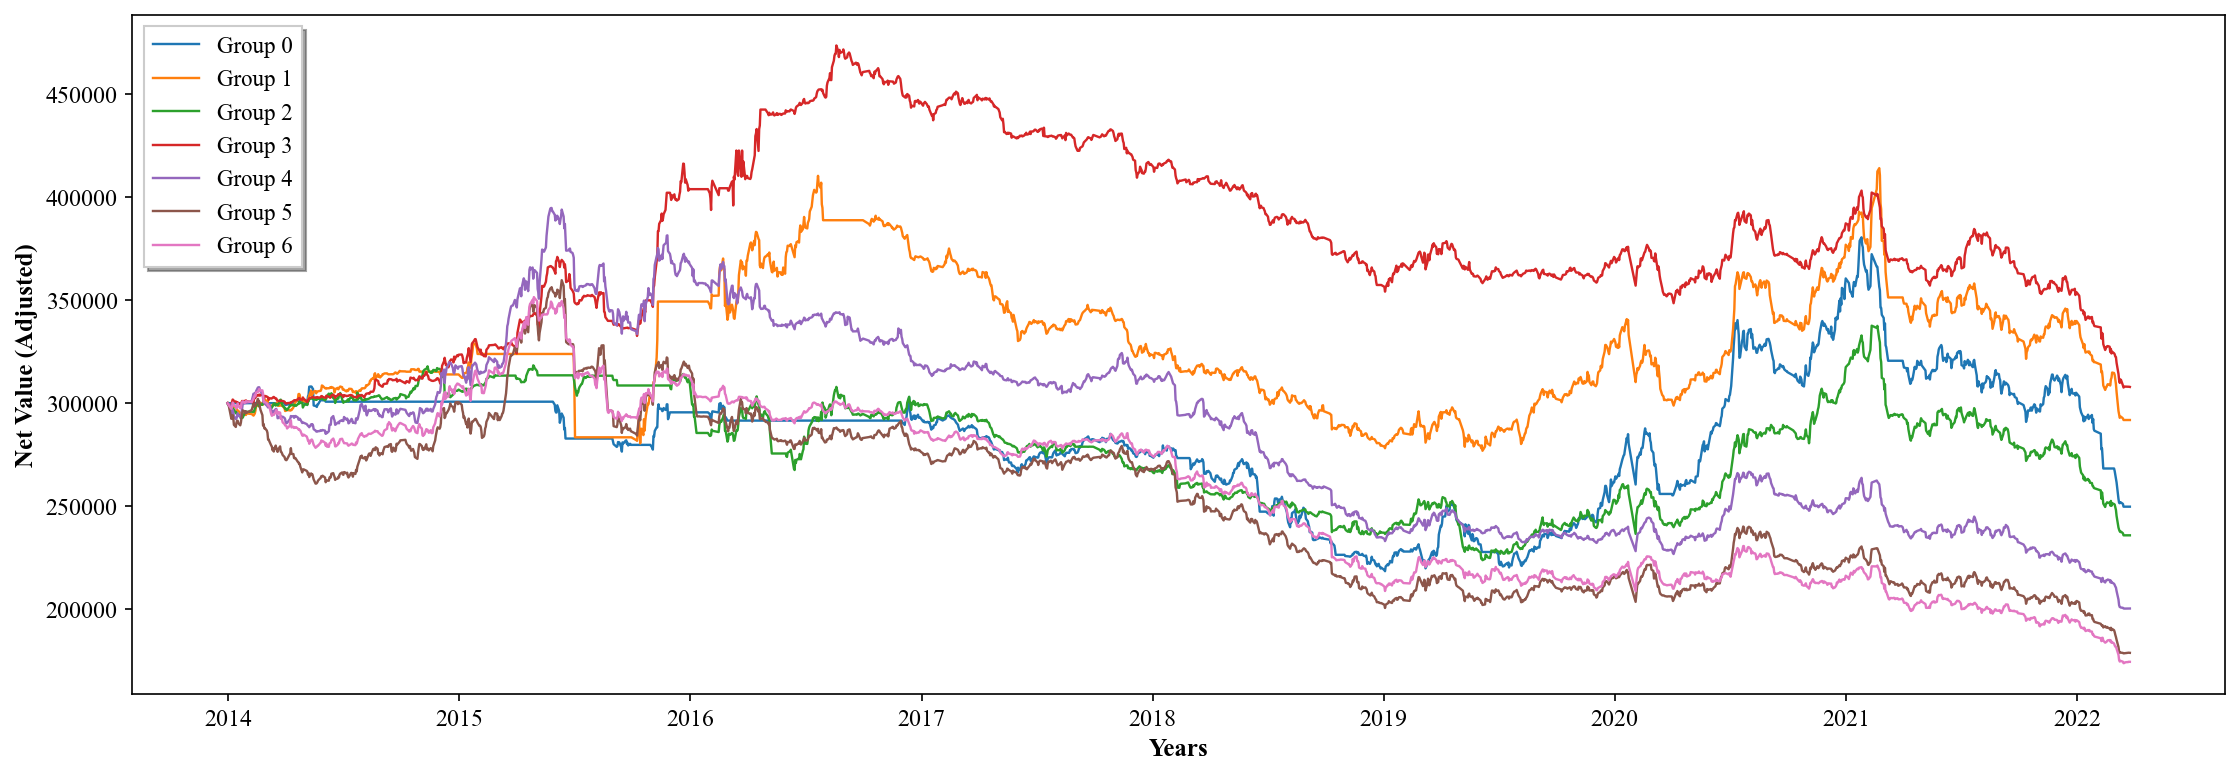 Group 0
Group 1
Group 2
Group 3
Group 4
Group 5
Group 6
450000
400000
350000
300000
250000
200000
Net Value (Adjusted)
2014 2015 2016 2017 2018 2019 2020 2021 2022
Years